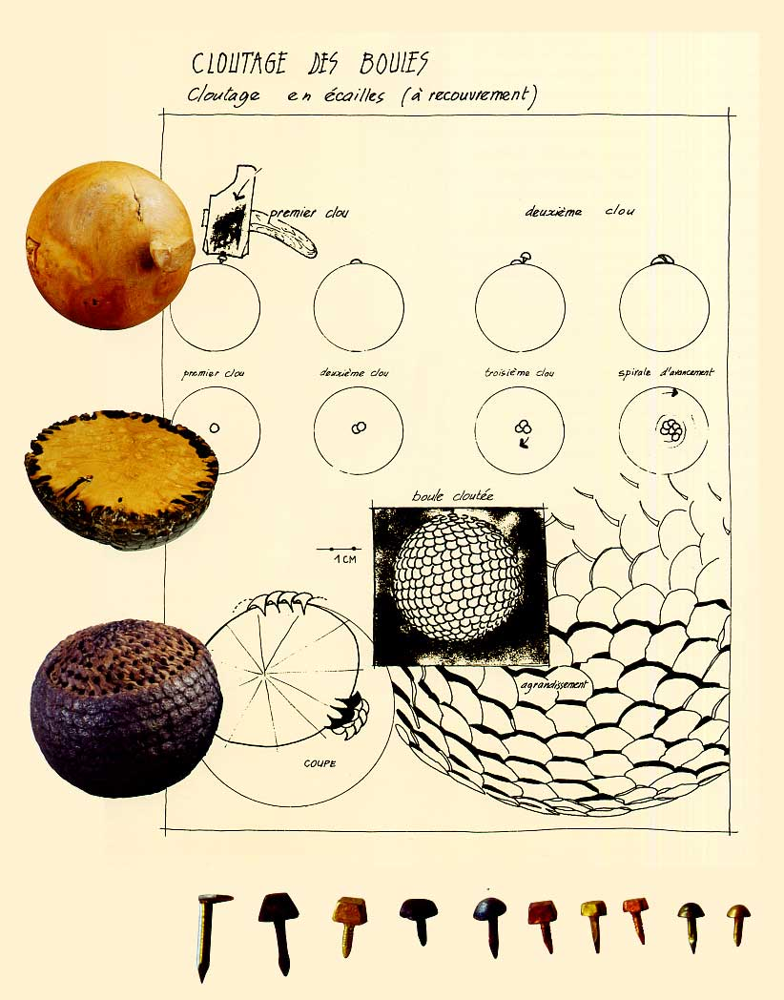 CLOUTAGE DES BOULES
Cloutage en écailles (à recouvrement)
premier clou
deuxième clou
premier clou
deuxième clou
troisième clou
spirale d'avancement
boule cloutée
1 CM
agrandissement
COUPE